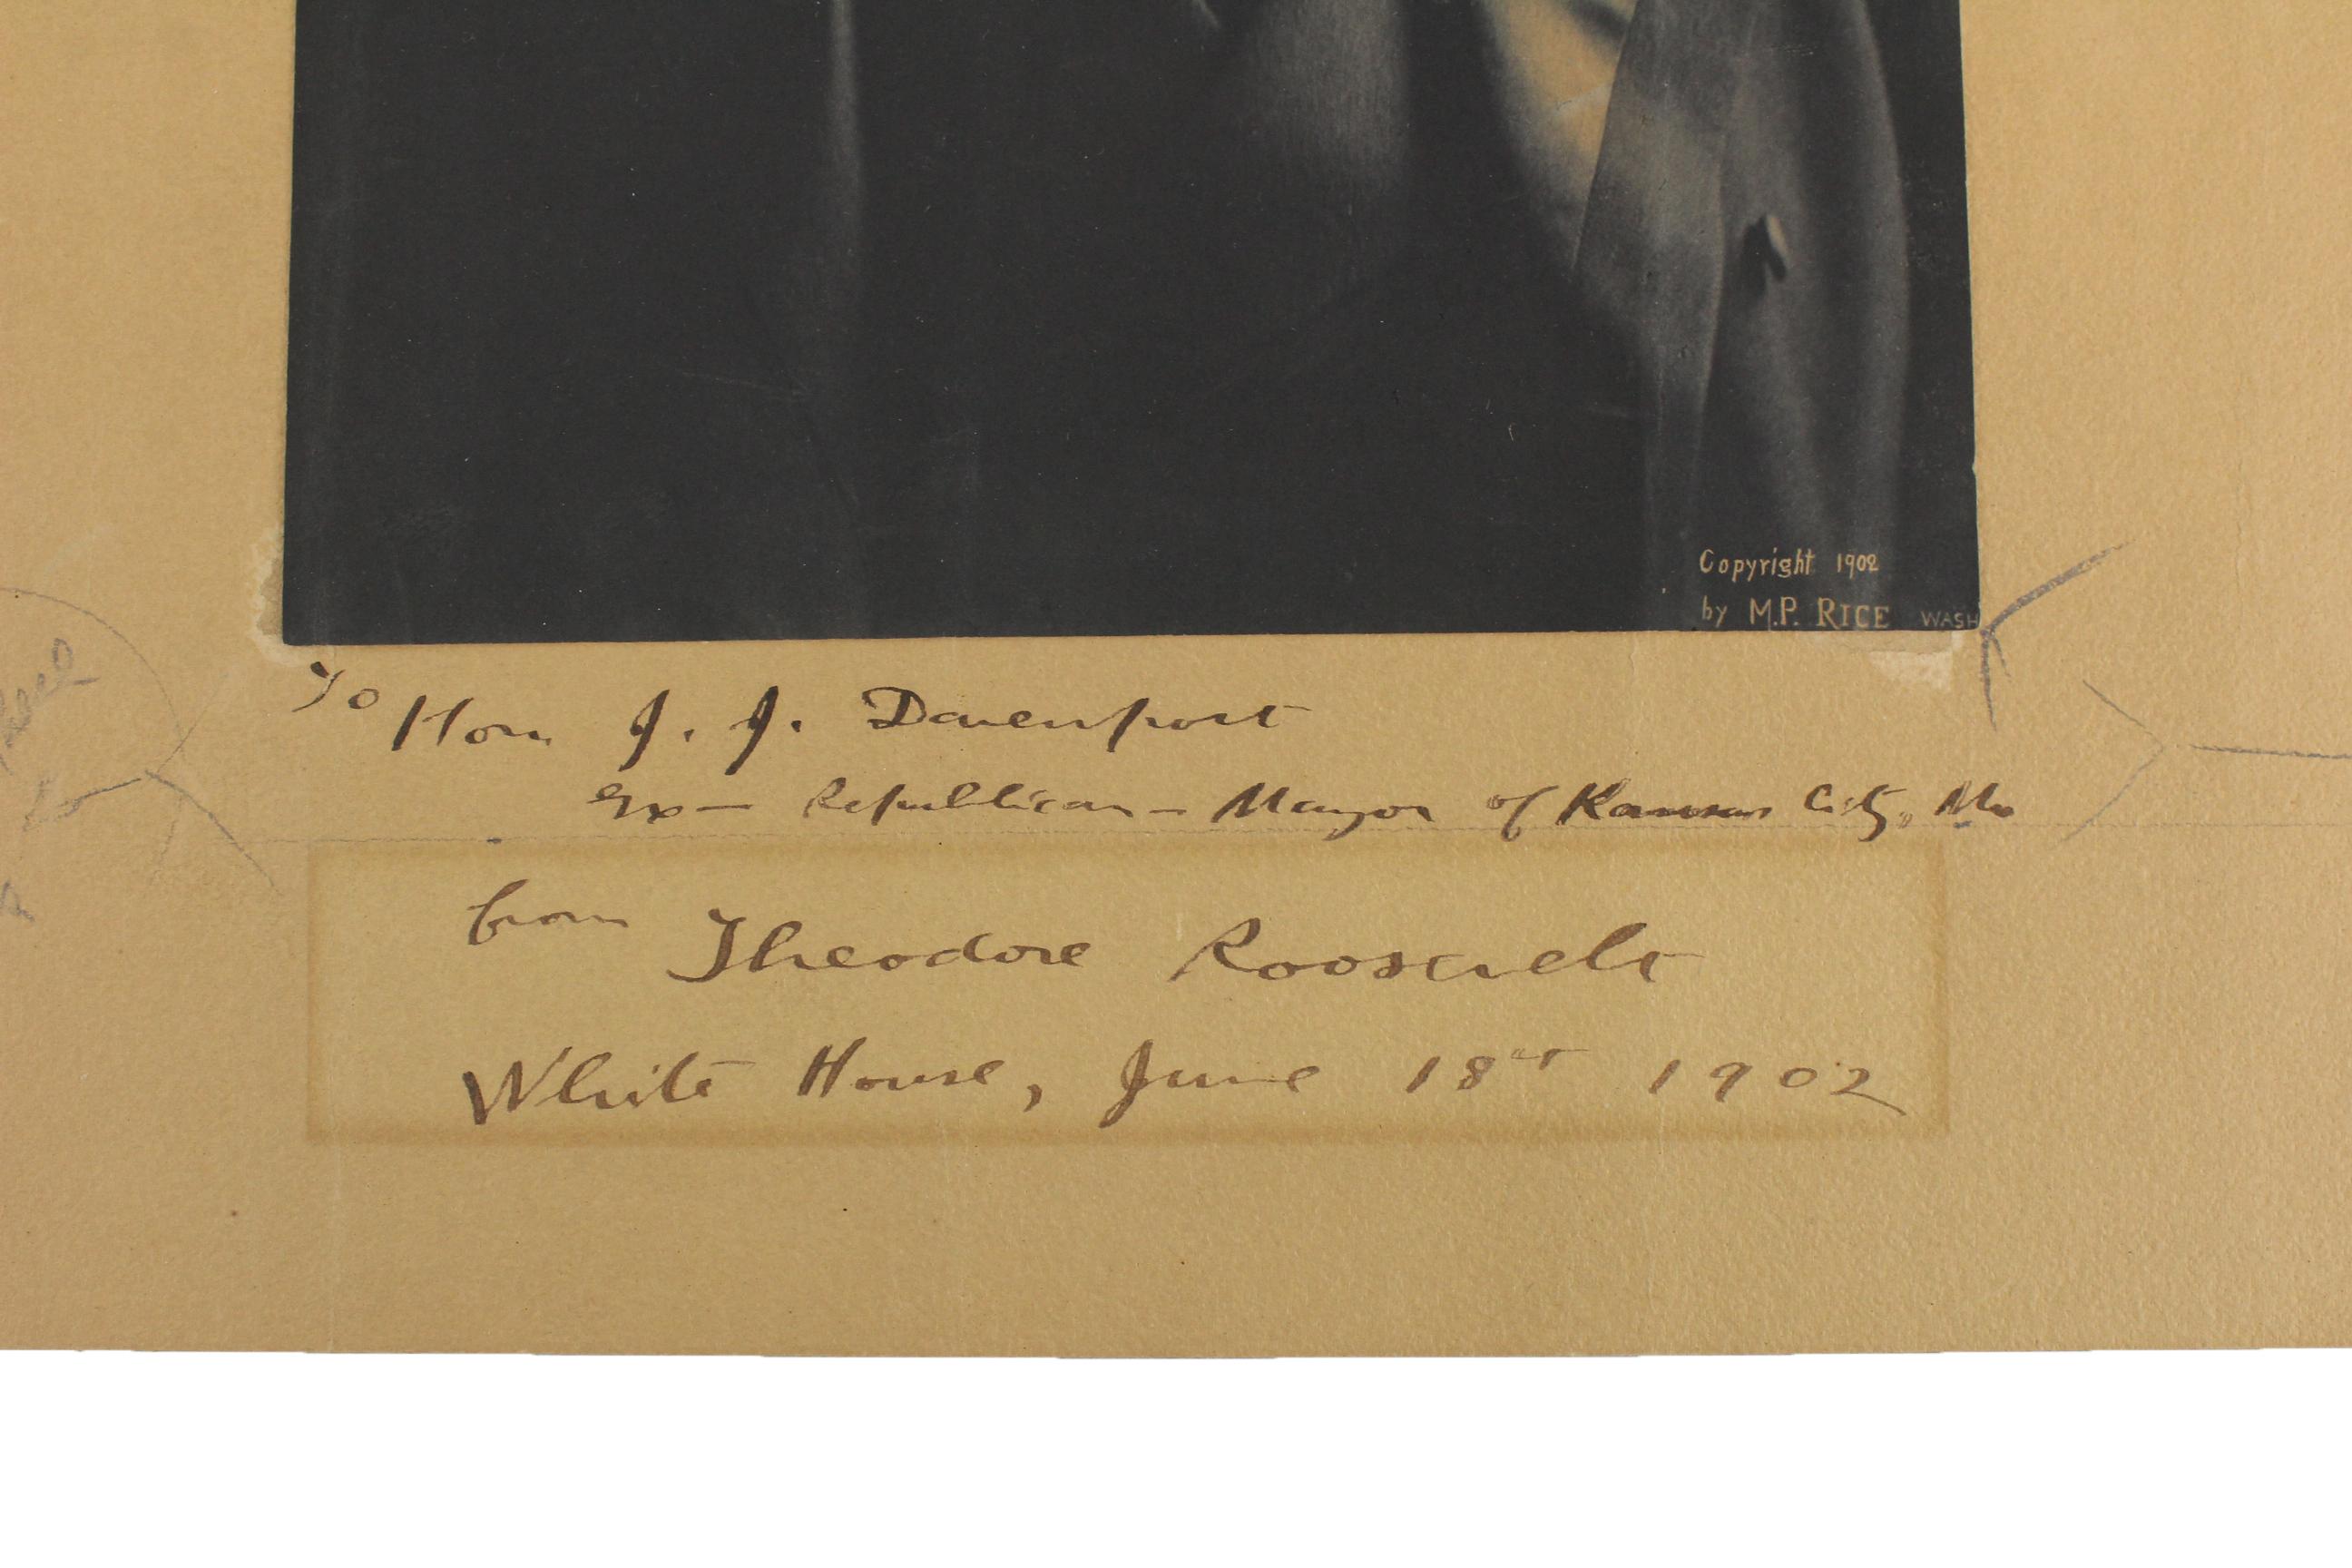 Copyright 1902
by M.P. RICE WASH
To Hon J. J. Davenport
Ex- Republican - Mayor of Kansas City, Mo
from Theodore Roosevelt
White House, June 18th 1902